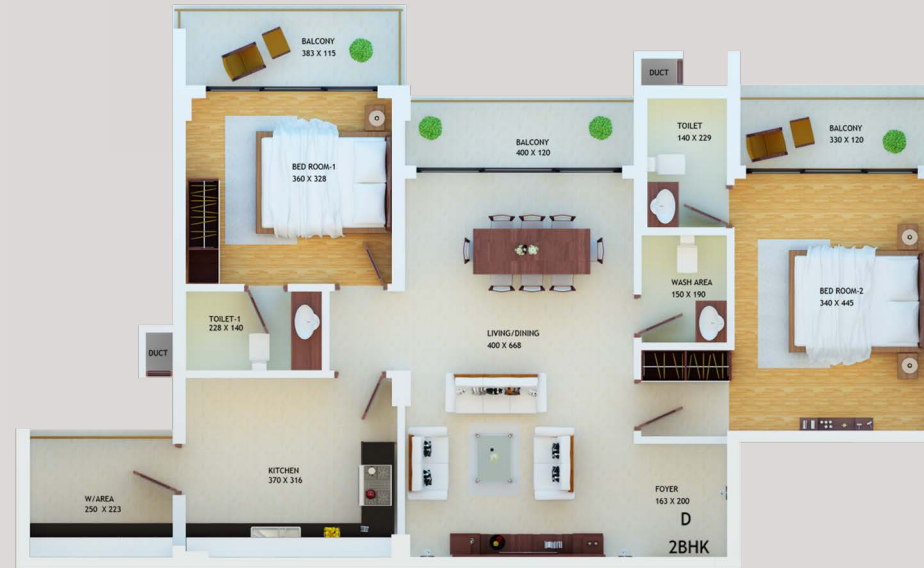 BALCONY
383 X 115
DUCT
BED ROOM-1
360 X 328
BALCONY
400 X 120
TOILET
140 X 229
BALCONY
330 X 120
WASH AREA
150 X 190
BED ROOM-2
340 X 445
TOILET-1
228 X 140
LIVING/DINING
400 X 668
DUCT
KITCHEN
370 X 316
W/AREA
250 X 223
FOYER
163 X 200
D
2BHK